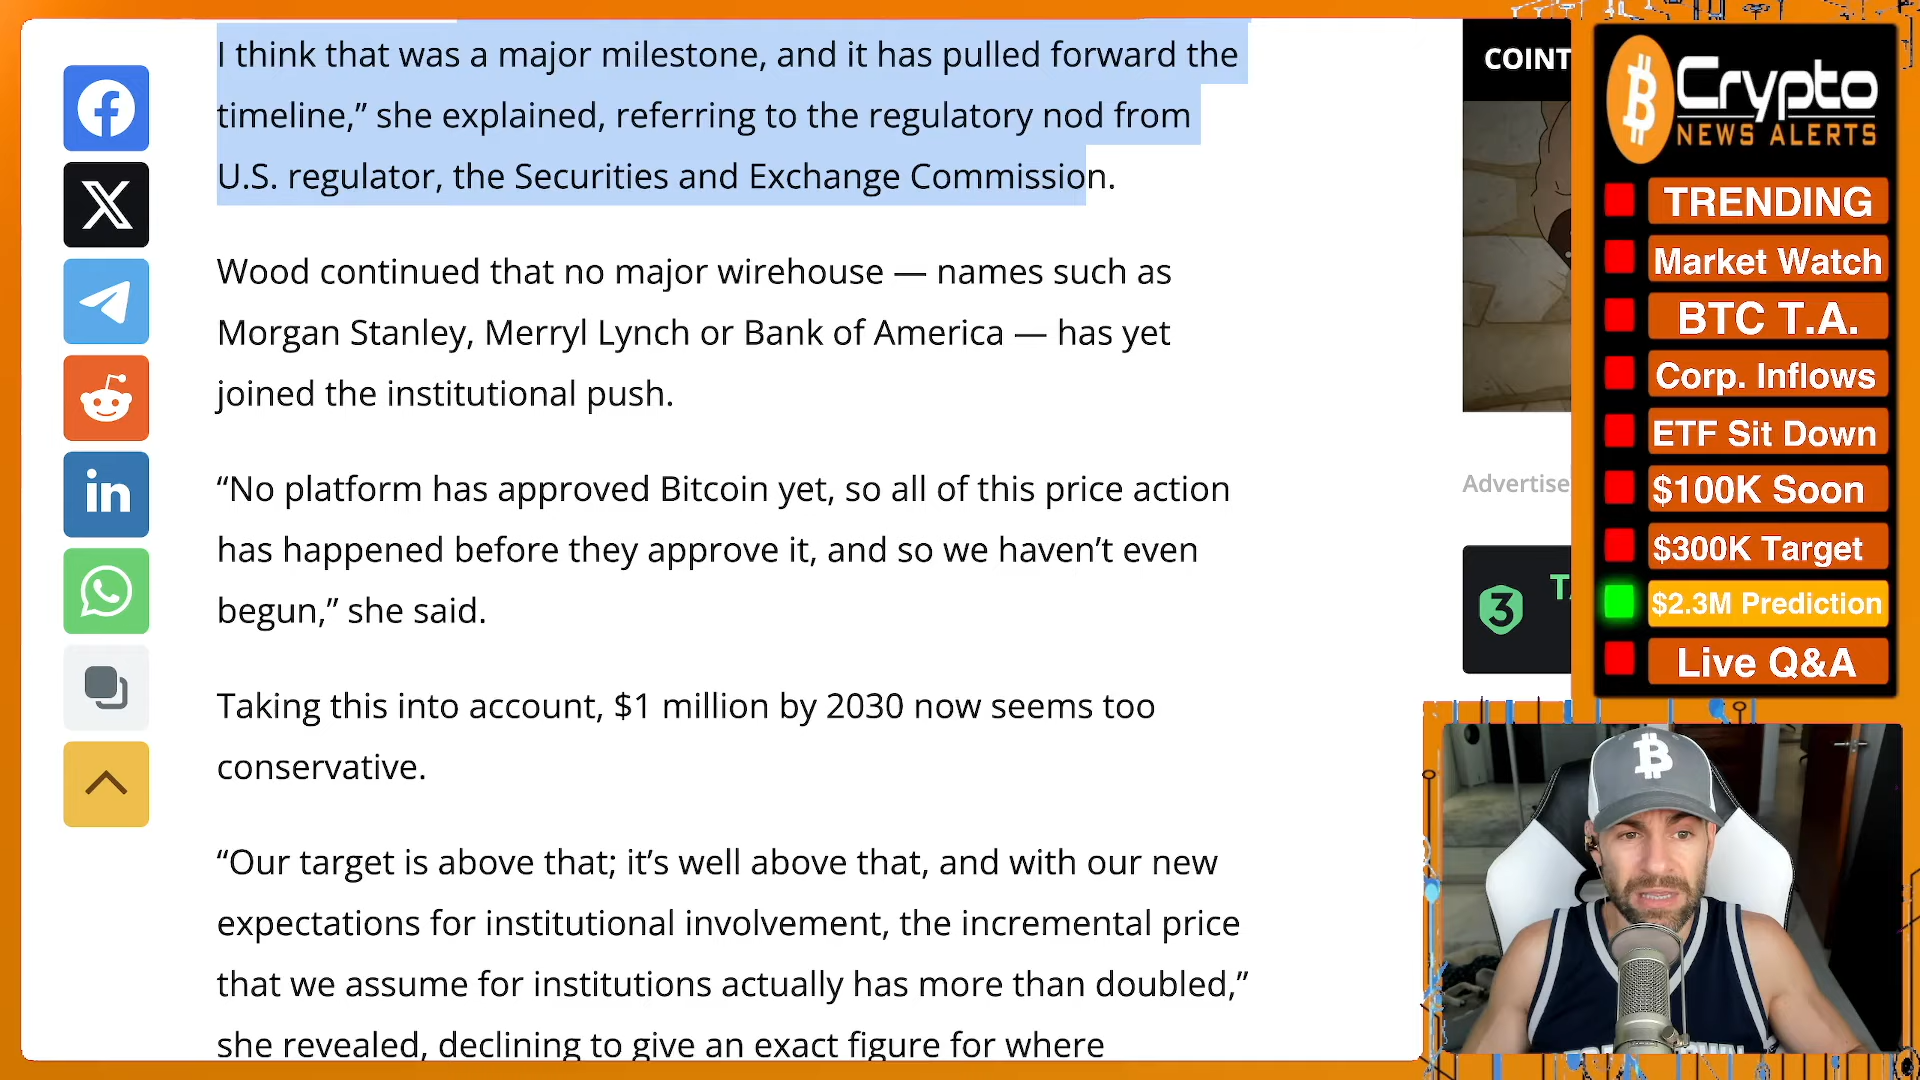 I think that was a major milestone, and it has pulled forward the
timeline,” she explained, referring to the regulatory nod from
U.S. regulator, the Securities and Exchange Commission.
Wood continued that no major wirehouse — names such as
Morgan Stanley, Merryl Lynch or Bank of America — has yet
joined the institutional push.
“No platform has approved Bitcoin yet, so all of this price action
has happened before they approve it, and so we haven’t even
begun,” she said.
Taking this into account, $1 million by 2030 now seems too
conservative.
“Our target is above that; it’s well above that, and with our new
expectations for institutional involvement, the incremental price
that we assume for institutions actually has more than doubled,”
she revealed, declining to give an exact figure for where
in
COINT
Advertise
3
Crypto
NEWS ALERTS
TRENDING
Market Watch
BTC T.A.
Corp. Inflows
ETF Sit Down
$100K Soon
$300K Target
$2.3M Prediction
Live Q&A